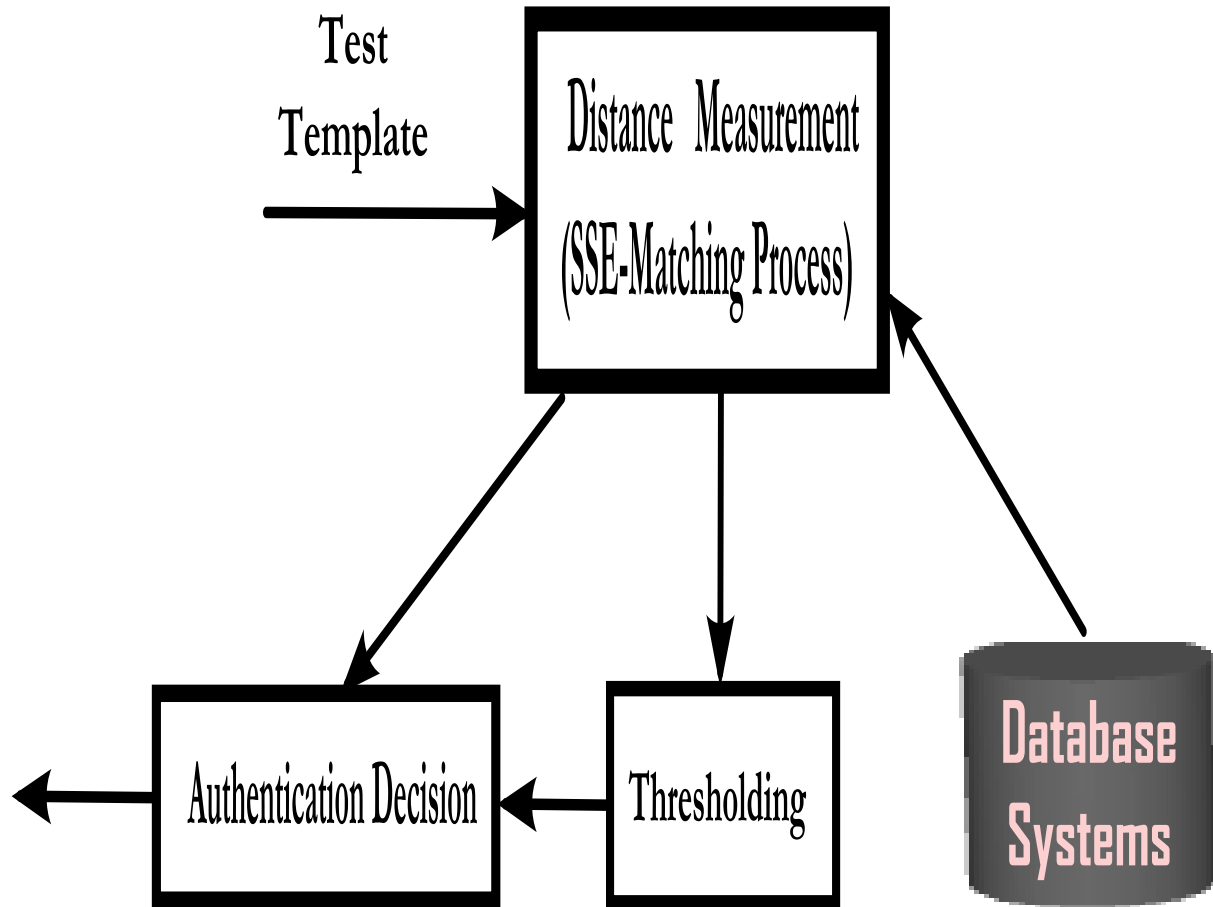 Test
Template
Distance Measurement
(SSE-Matching Process)
Authentication Decision
Thresholding
Database
Systems